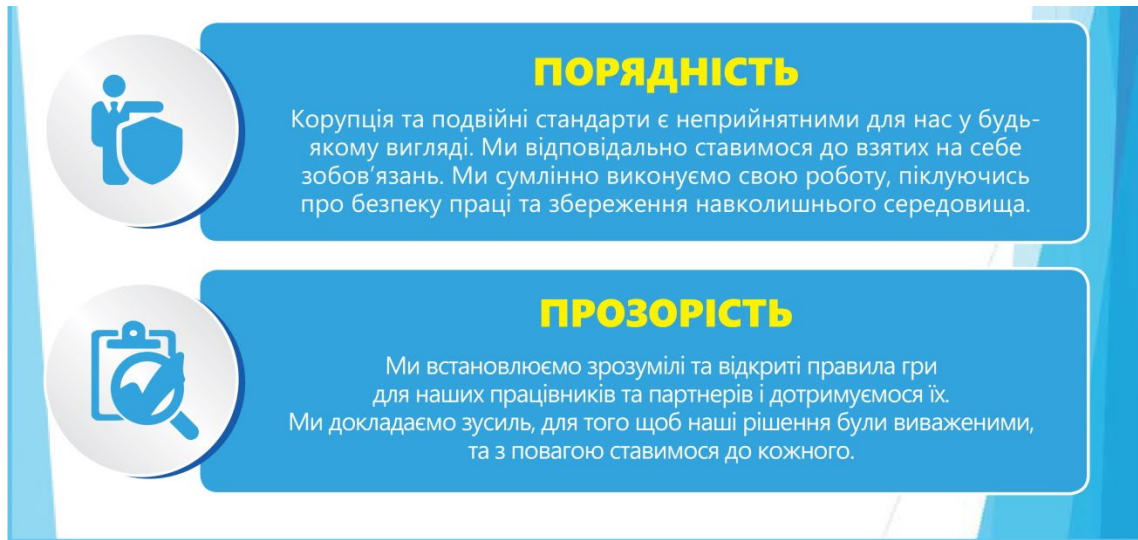 ПОРЯДНІСТЬ
Корупція та подвійні стандарти є неприйнятними для нас у будь-
якому вигляді. Ми відповідально ставимося до взятих на себе
зобов’язань. Ми сумлінно виконуємо свою роботу, піклуючись
про безпеку праці та збереження навколишнього середовища.
ПРОЗОРІСТЬ
Ми встановлюємо зрозумілі та відкриті правила гри
для наших працівників та партнерів і дотримуємося їх.
Ми докладаємо зусиль, для того щоб наші рішення були виваженими,
та з повагою ставимося до кожного.